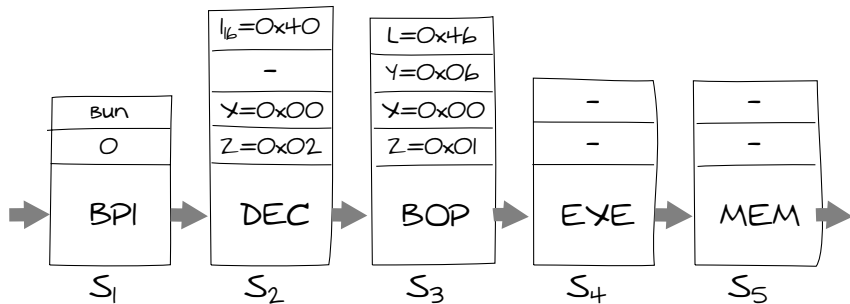 I₁₆=0x40
-
X=0x00
Z=0x02
L=0x46
Y=0x06
X=0x00
Z=0x01
Bun
0
-
-
-
-
BPI
DEC
BOP
EXE
MEM
S₁
S₂
S₃
S₄
S₅